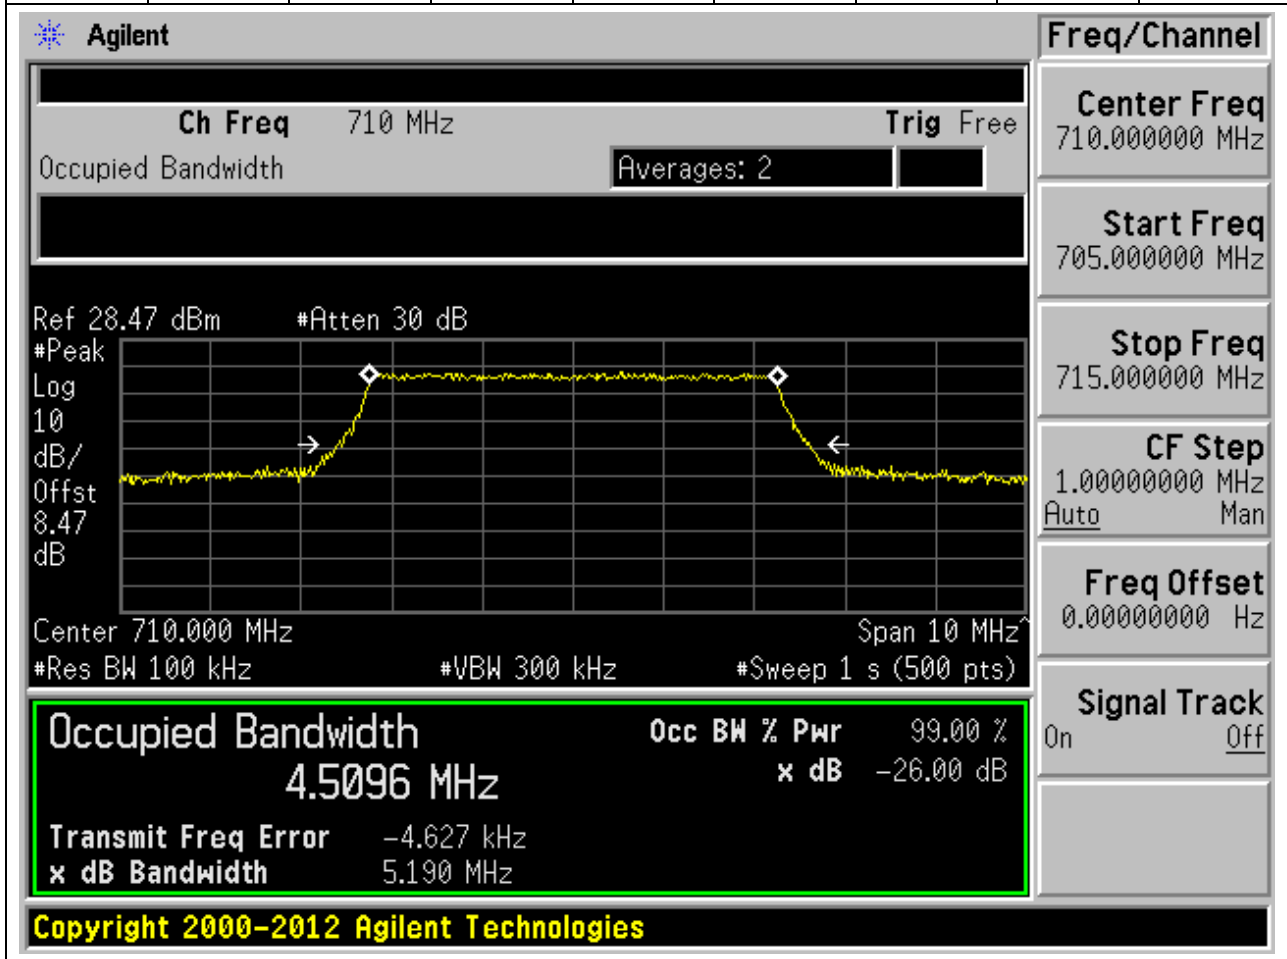 Agilent
Freq/Channel
Ch Freq 710 MHz Trig Free
Occupied Bandwidth Averages: 2
Center Freq
710.000000 MHz
Start Freq
705.000000 MHz
Stop Freq
715.000000 MHz
CF Step
1.00000000 MHz
Auto Man
Freq Offset
0.00000000 Hz
Signal Track
On Off
Ref 28.47 dBm #Atten 30 dB
#Peak
Log
10
dB/
Offst
8.47
dB
Center 710.000 MHz Span 10 MHz^
#Res BW 100 kHz #VBW 300 kHz #Sweep 1 s (500 pts)
Occupied Bandwidth Occ BW % Pwr 99.00 %
4.5096 MHz x dB -26.00 dB
Transmit Freq Error -4.627 kHz
x dB Bandwidth 5.190 MHz
Copyright 2000-2012 Agilent Technologies